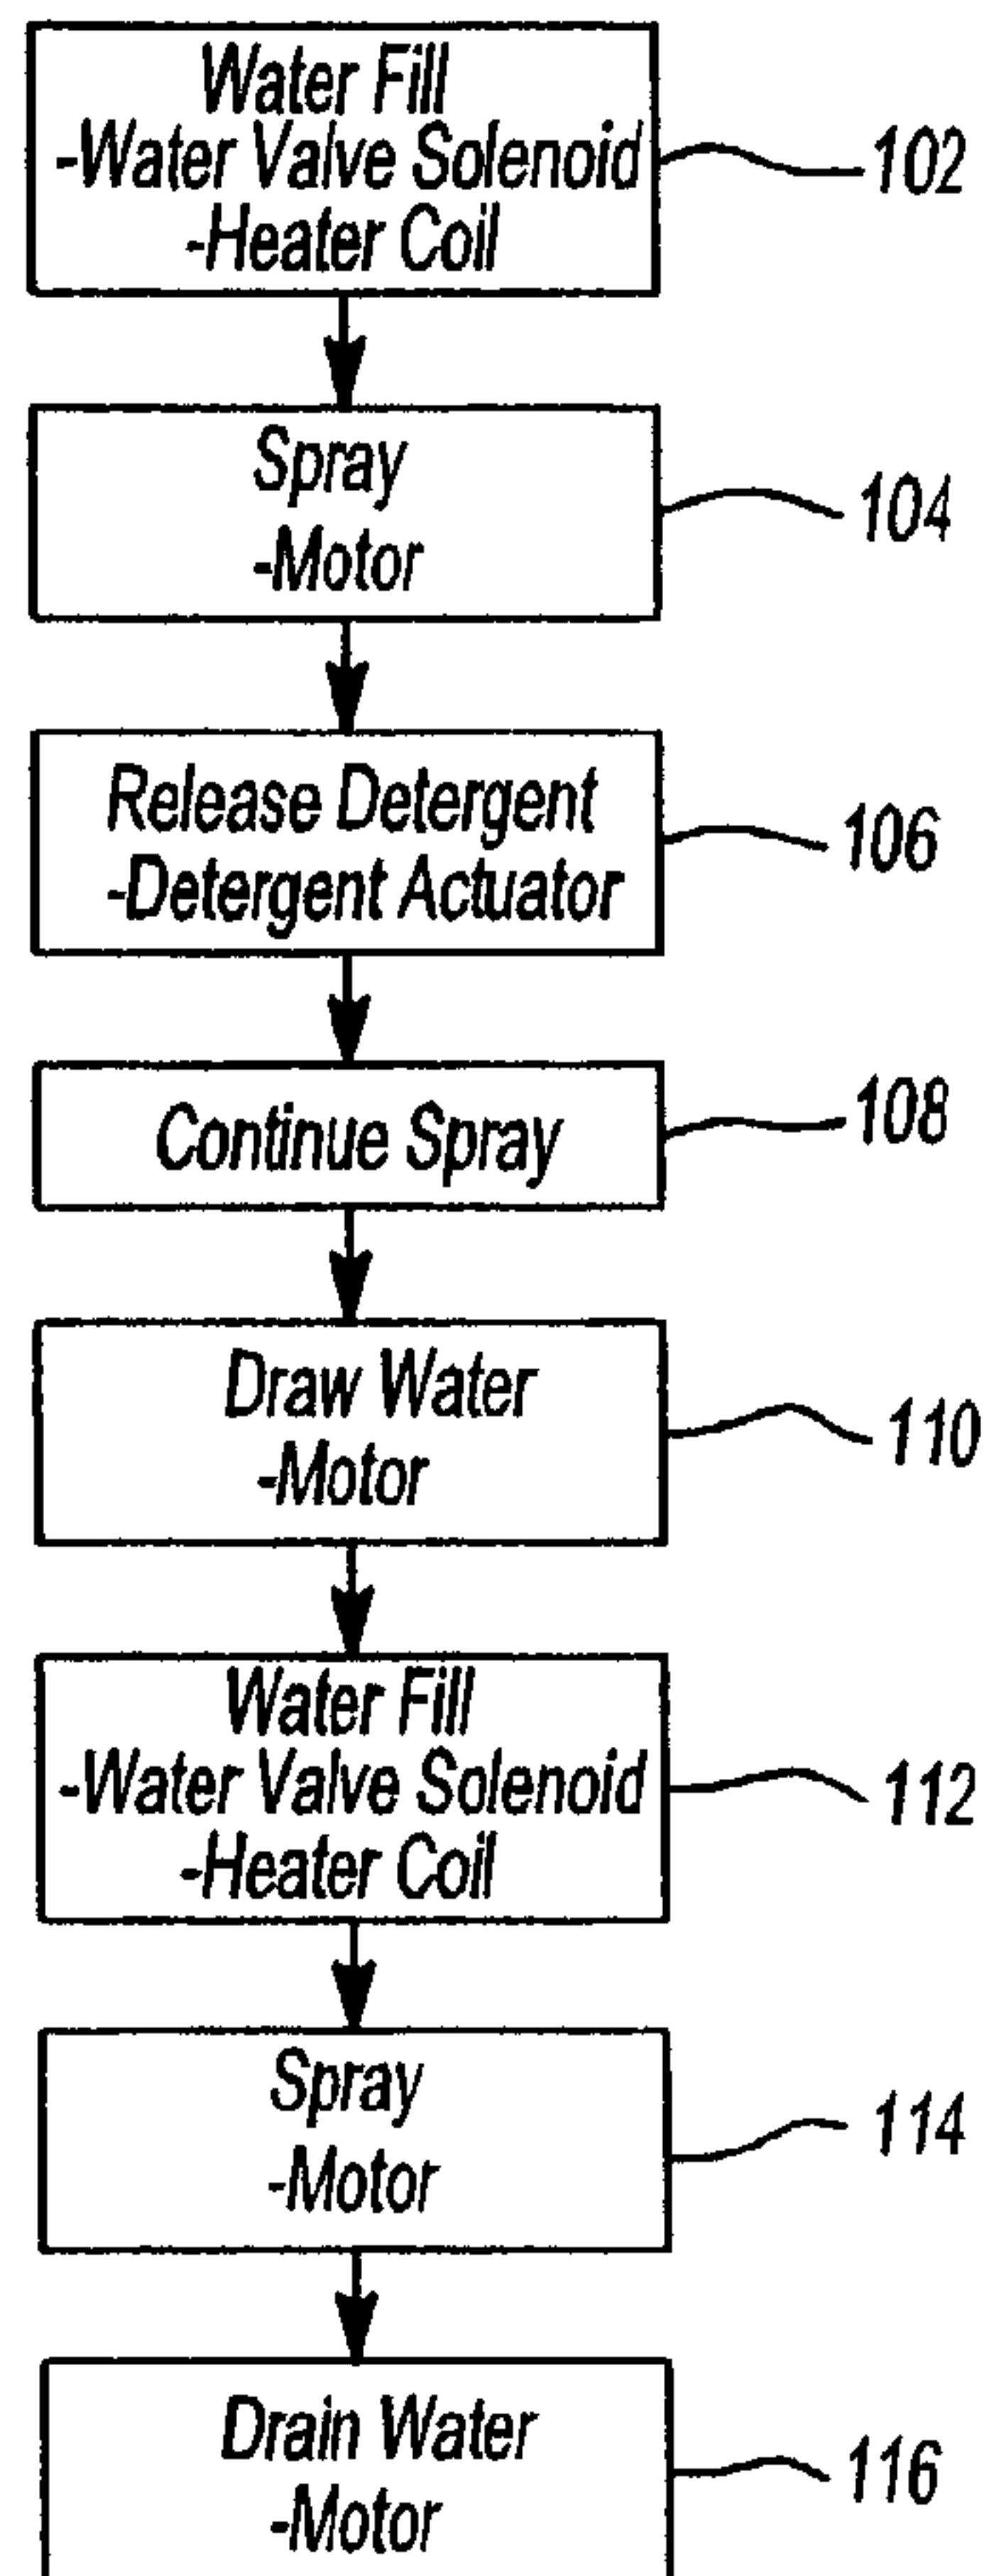 Water Fill
-Water Valve Solenoid
-Heater Coil
102
Spray
-Motor
104
Release Detergent
-Detergent Actuator
106
Continue Spray
108
Draw Water
-Motor
110
Water Fill
-Water Valve Solenoid
-Heater Coil
112
Spray
-Motor
114
Drain Water
-Motor
116